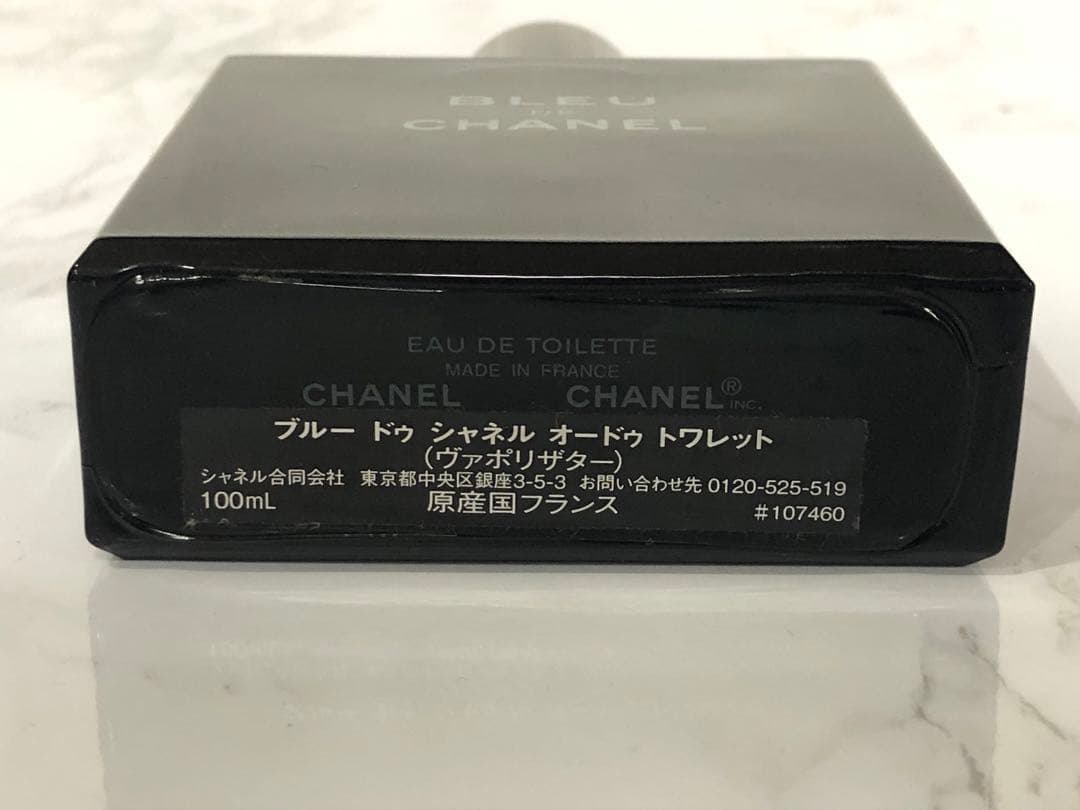 BLEU
DE
CHANEL
EAU DE TOILETTE
MADE IN FRANCE
CHANEL CHANEL® INC.
ブルー ドゥ シャネル オードゥ トワレット
(ヴァポリザター)
シャネル合同会社 東京都中央区銀座3-5-3 お問い合わせ先 0120-525-519
100mL 原産国フランス #107460